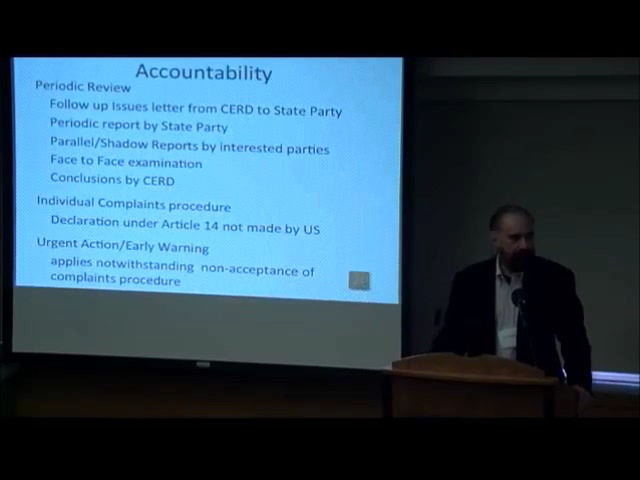 Accountability
Periodic Review
Follow up Issues letter from CERD to State Party
Periodic report by State Party
Parallel/Shadow Reports by interested parties
Face to Face examination
Conclusions by CERD
Individual Complaints procedure
Declaration under Article 14 not made by US
Urgent Action/Early Warning
applies notwithstanding non-acceptance of
complaints procedure